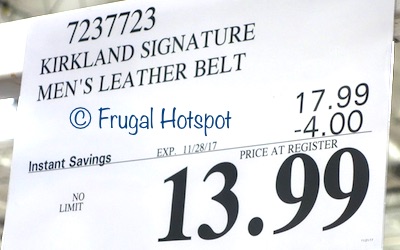 7237723
KIRKLAND SIGNATURE
MEN'S LEATHER BELT
17.99
-4.00
© Frugal Hotspot
Instant Savings EXP. 11/28/17 PRICE AT REGISTER
NO
LIMIT
13.99